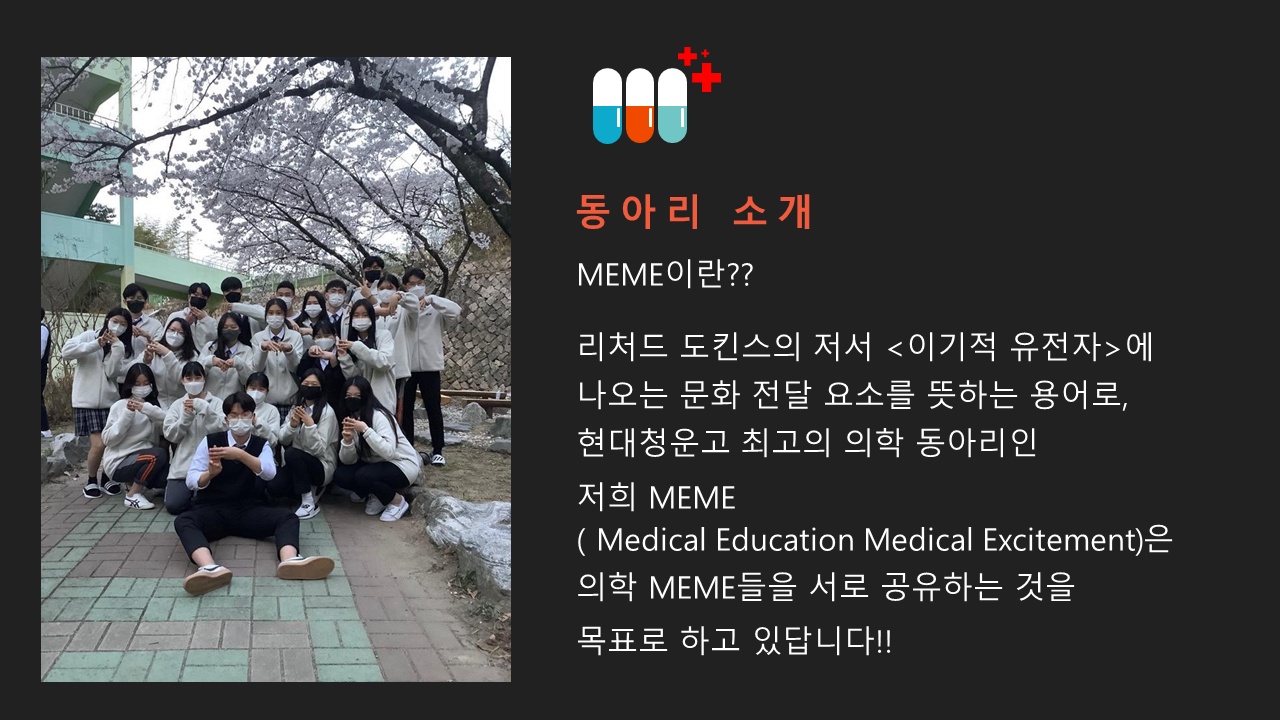 동아리 소개
MEME이란??
리처드 도킨스의 저서 <이기적 유전자>에
나오는 문화 전달 요소를 뜻하는 용어로,
현대청운고 최고의 의학 동아리인
저희 MEME
( Medical Education Medical Excitement)은
의학 MEME들을 서로 공유하는 것을
목표로 하고 있답니다!!